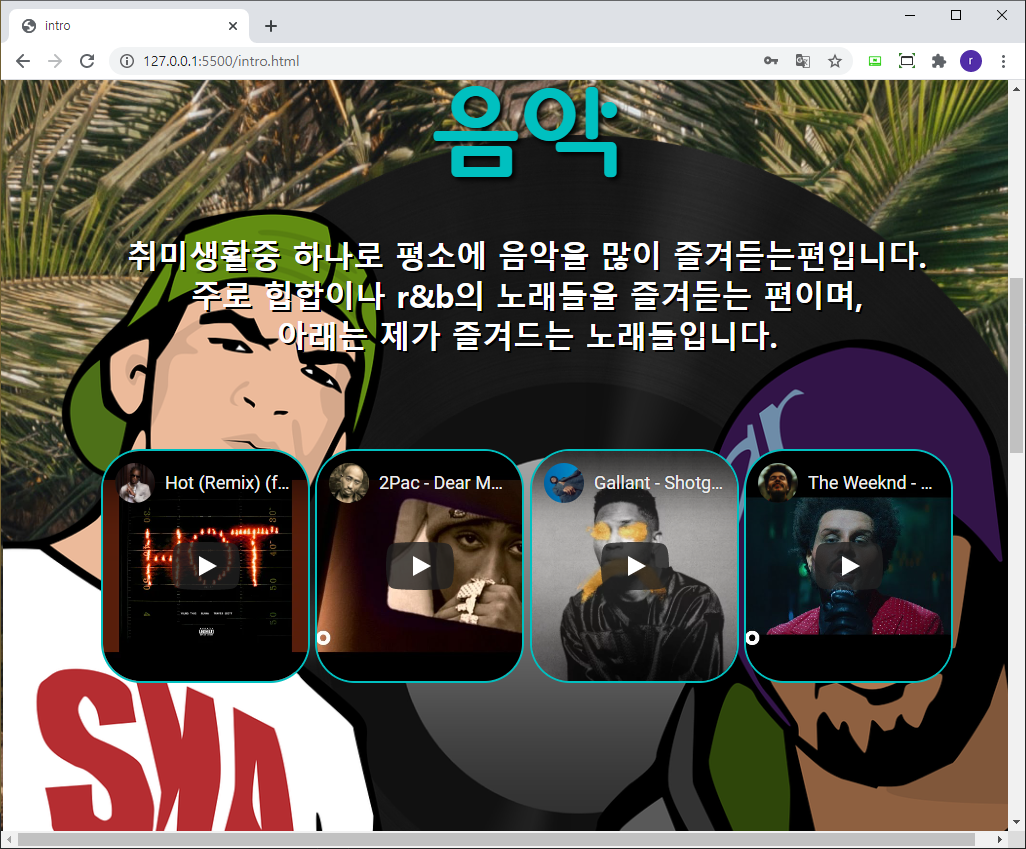 intro
127.0.0.1:5500/intro.html
r
음악
취미생활중 하나로 평소에 음악을 많이 즐겨듣는편입니다.
주로 힙합이나 r&b의 노래들을 즐겨듣는 편이며,
아래는 제가 즐겨드는 노래들입니다.
Hot (Remix) (f...
2Pac - Dear M...
Gallant - Shotg...
The Weeknd - ...
HOT
SKA